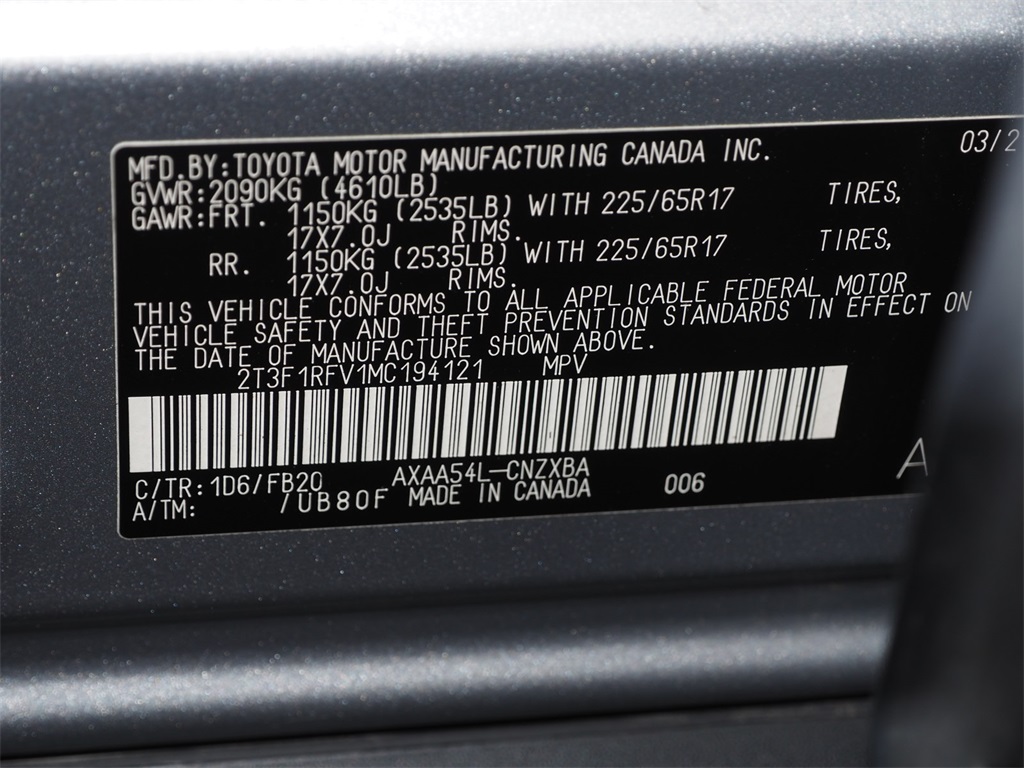 MFD.BY:TOYOTA MOTOR MANUFACTURING CANADA INC. 03/2
GVWR:2090KG (4610LB)
GAWR:FRT. 1150KG (2535LB) WITH 225/65R17 TIRES,
17X7.0J RIMS.
RR. 1150KG (2535LB) WITH 225/65R17 TIRES,
17X7.0J RIMS.
THIS VEHICLE CONFORMS TO ALL APPLICABLE FEDERAL MOTOR
VEHICLE SAFETY AND THEFT PREVENTION STANDARDS IN EFFECT ON
THE DATE OF MANUFACTURE SHOWN ABOVE.
2T3F1RFV1MC194121 MPV
C/TR:1D6/FB20 AXAA54L-CNZXBA
A/TM: /UB80F MADE IN CANADA 006 A